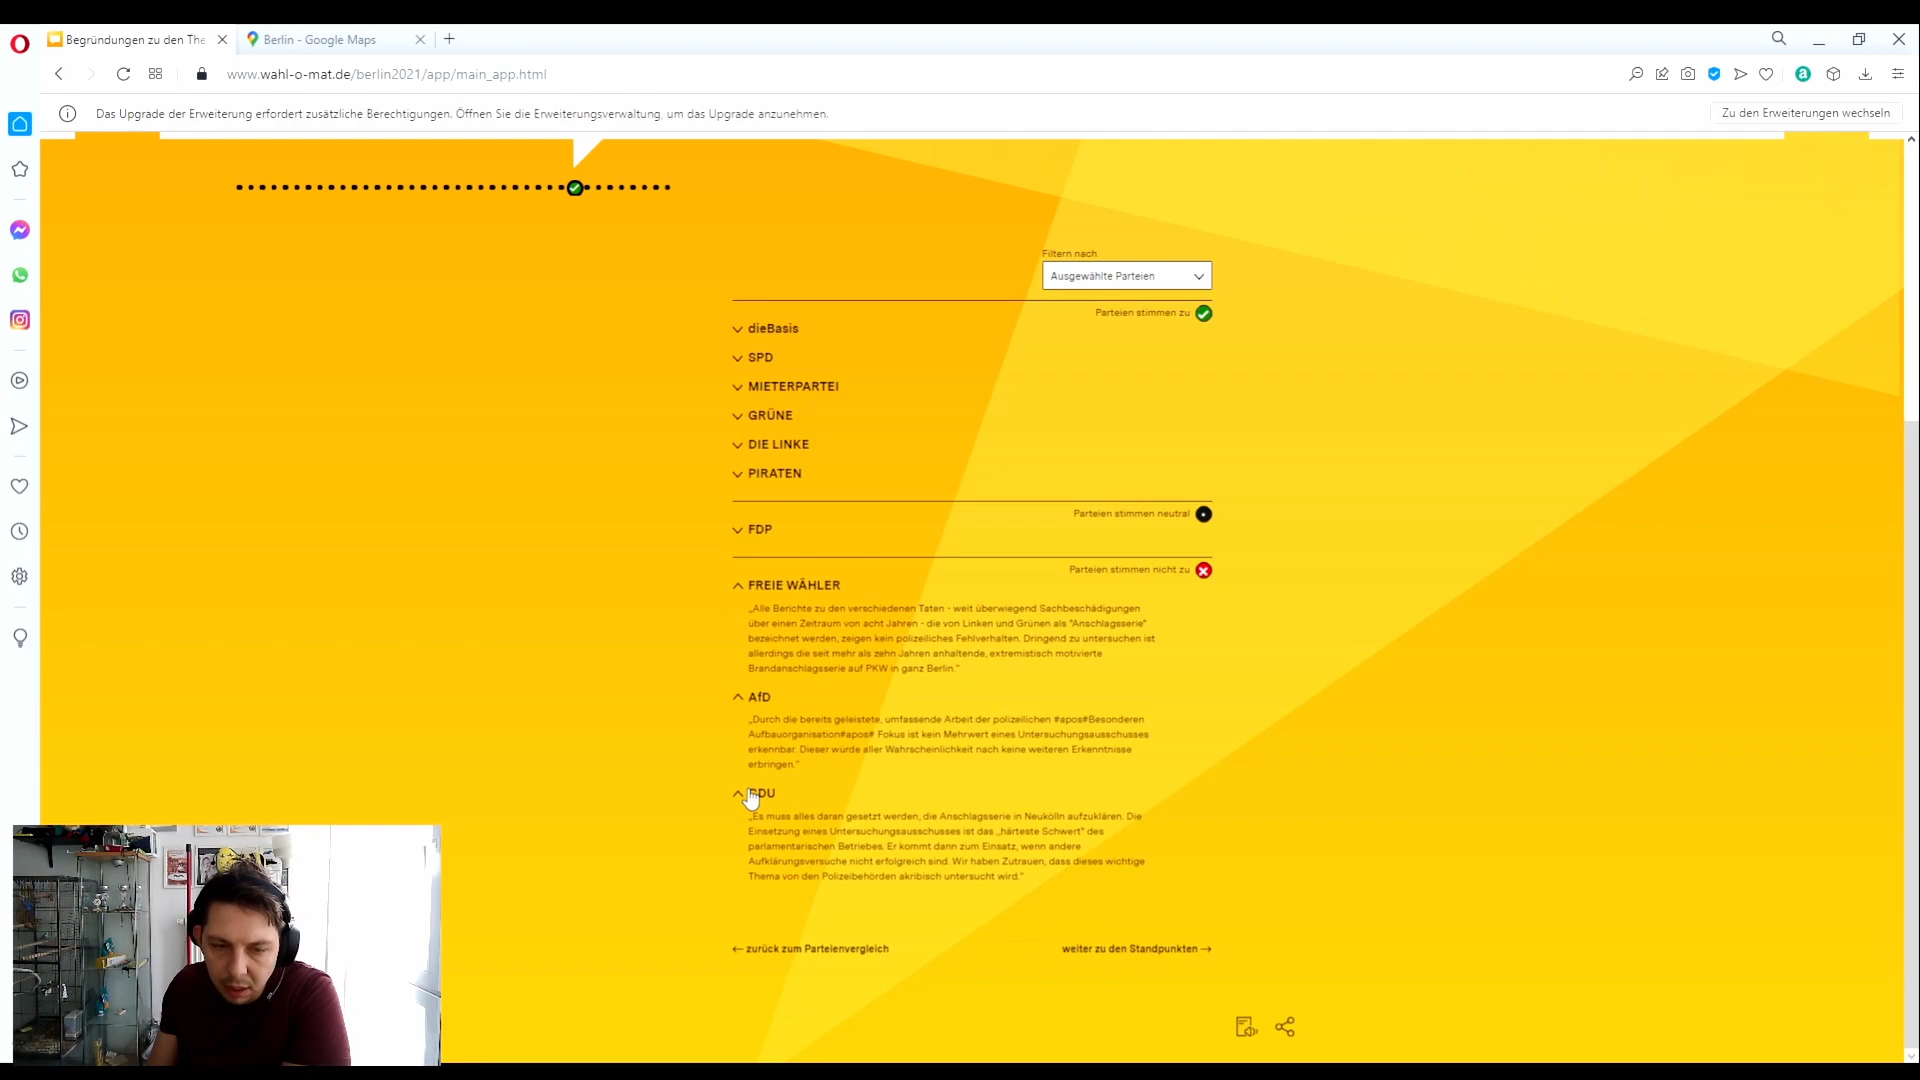 Begründungen zu den The
Berlin - Google Maps
www.wahl-o-mat.de/berlin2021/app/main_app.html
Das Upgrade der Erweiterung erfordert zusätzliche Berechtigungen. Öffnen Sie die Erweiterungsverwaltung, um das Upgrade anzunehmen.
Zu den Erweiterungen wechseln
Filtern nach
Ausgewählte Parteien
Parteien stimmen zu
dieBasis
SPD
MIETERPARTEI
GRÜNE
DIE LINKE
PIRATEN
Parteien stimmen neutral
FDP
Parteien stimmen nicht zu
FREIE WÄHLER
„Alle Berichte zu den verschiedenen Taten - weit überwiegend Sachbeschädigungen
über einen Zeitraum von acht Jahren - die von Linken und Grünen als "Anschlagsserie"
bezeichnet werden, zeigen kein polizeiliches Fehlverhalten. Dringend zu untersuchen ist
allerdings die seit mehr als zehn Jahren anhaltende, extremistisch motivierte
Brandanschlagsserie auf PKW in ganz Berlin."
AfD
„Durch die bereits geleistete, umfassende Arbeit der polizeilichen #apos#Besonderen
Aufbauorganisation#apos# Fokus ist kein Mehrwert eines Untersuchungsausschusses
erkennbar. Dieser würde aller Wahrscheinlichkeit nach keine weiteren Erkenntnisse
erbringen."
CDU
„Es muss alles daran gesetzt werden, die Anschlagsserie in Neukölln aufzuklären. Die
Einsetzung eines Untersuchungsausschusses ist das „härteste Schwert" des
parlamentarischen Betriebes. Er kommt dann zum Einsatz, wenn andere
Aufklärungsversuche nicht erfolgreich sind. Wir haben Zutrauen, dass dieses wichtige
Thema von den Polizeibehörden akribisch untersucht wird."
← zurück zum Parteienvergleich
weiter zu den Standpunkten →